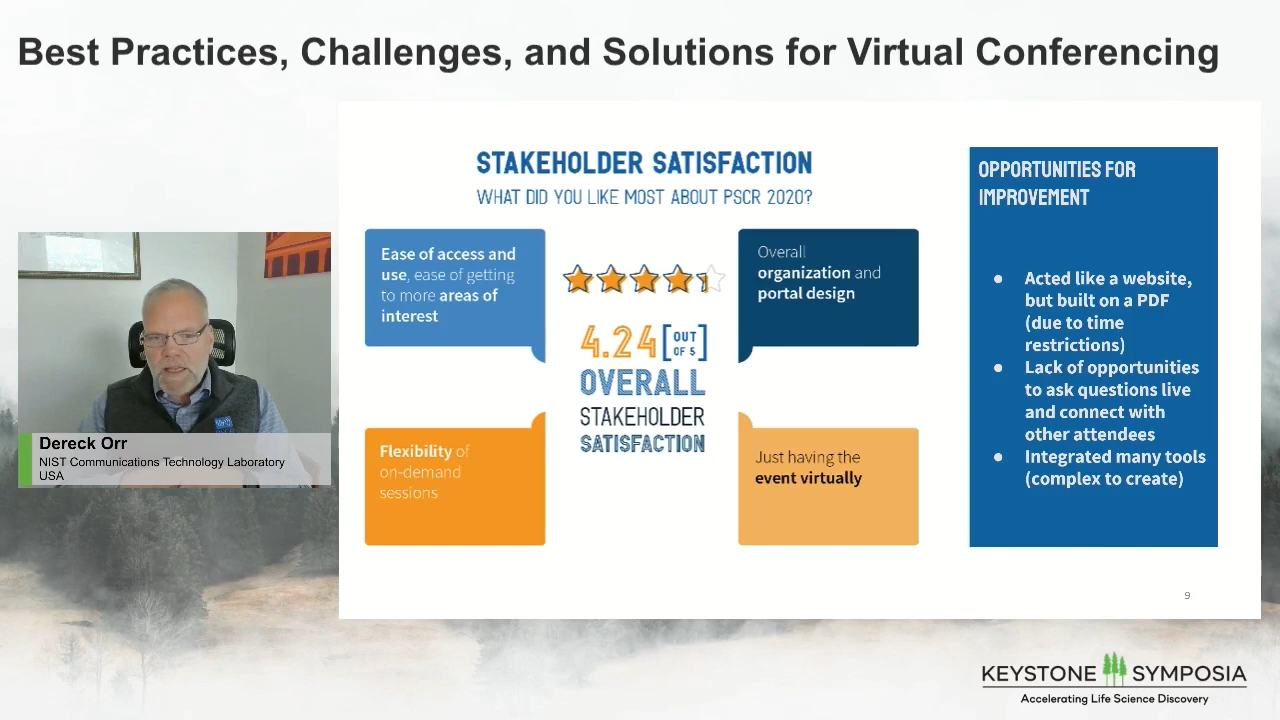 Best Practices, Challenges, and Solutions for Virtual Conferencing
STAKEHOLDER SATISFACTION
WHAT DID YOU LIKE MOST ABOUT PSCR 2020?
Ease of access and
use, ease of getting
to more areas of
interest
Overall
organization and
portal design
4.24 [OUT
OF 5]
OVERALL
STAKEHOLDER
SATISFACTION
Flexibility of
on-demand
sessions
Just having the
event virtually
OPPORTUNITIES FOR
IMPROVEMENT
● Acted like a website,
but built on a PDF
(due to time
restrictions)
● Lack of opportunities
to ask questions live
and connect with
other attendees
● Integrated many tools
(complex to create)
9
Dereck Orr
NIST Communications Technology Laboratory
USA
KEYSTONE SYMPOSIA
Accelerating Life Science Discovery